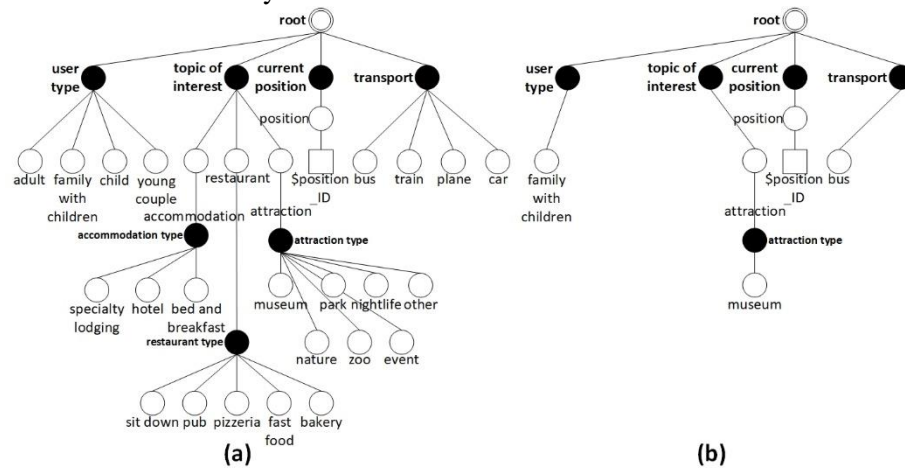 root
root
user type
topic of interest
current position
transport
user type
topic of interest
current position
transport
position
position
adult
family with children
child
young couple
accommodation
restaurant
attraction
$position _ID
bus
train
plane
car
family with children
attraction
$position _ID
bus
accommodation type
attraction type
attraction type
specialty lodging
hotel
bed and breakfast
museum
park
nightlife
other
museum
restaurant type
nature
zoo
event
sit down
pub
pizzeria
fast food
bakery
(a)
(b)